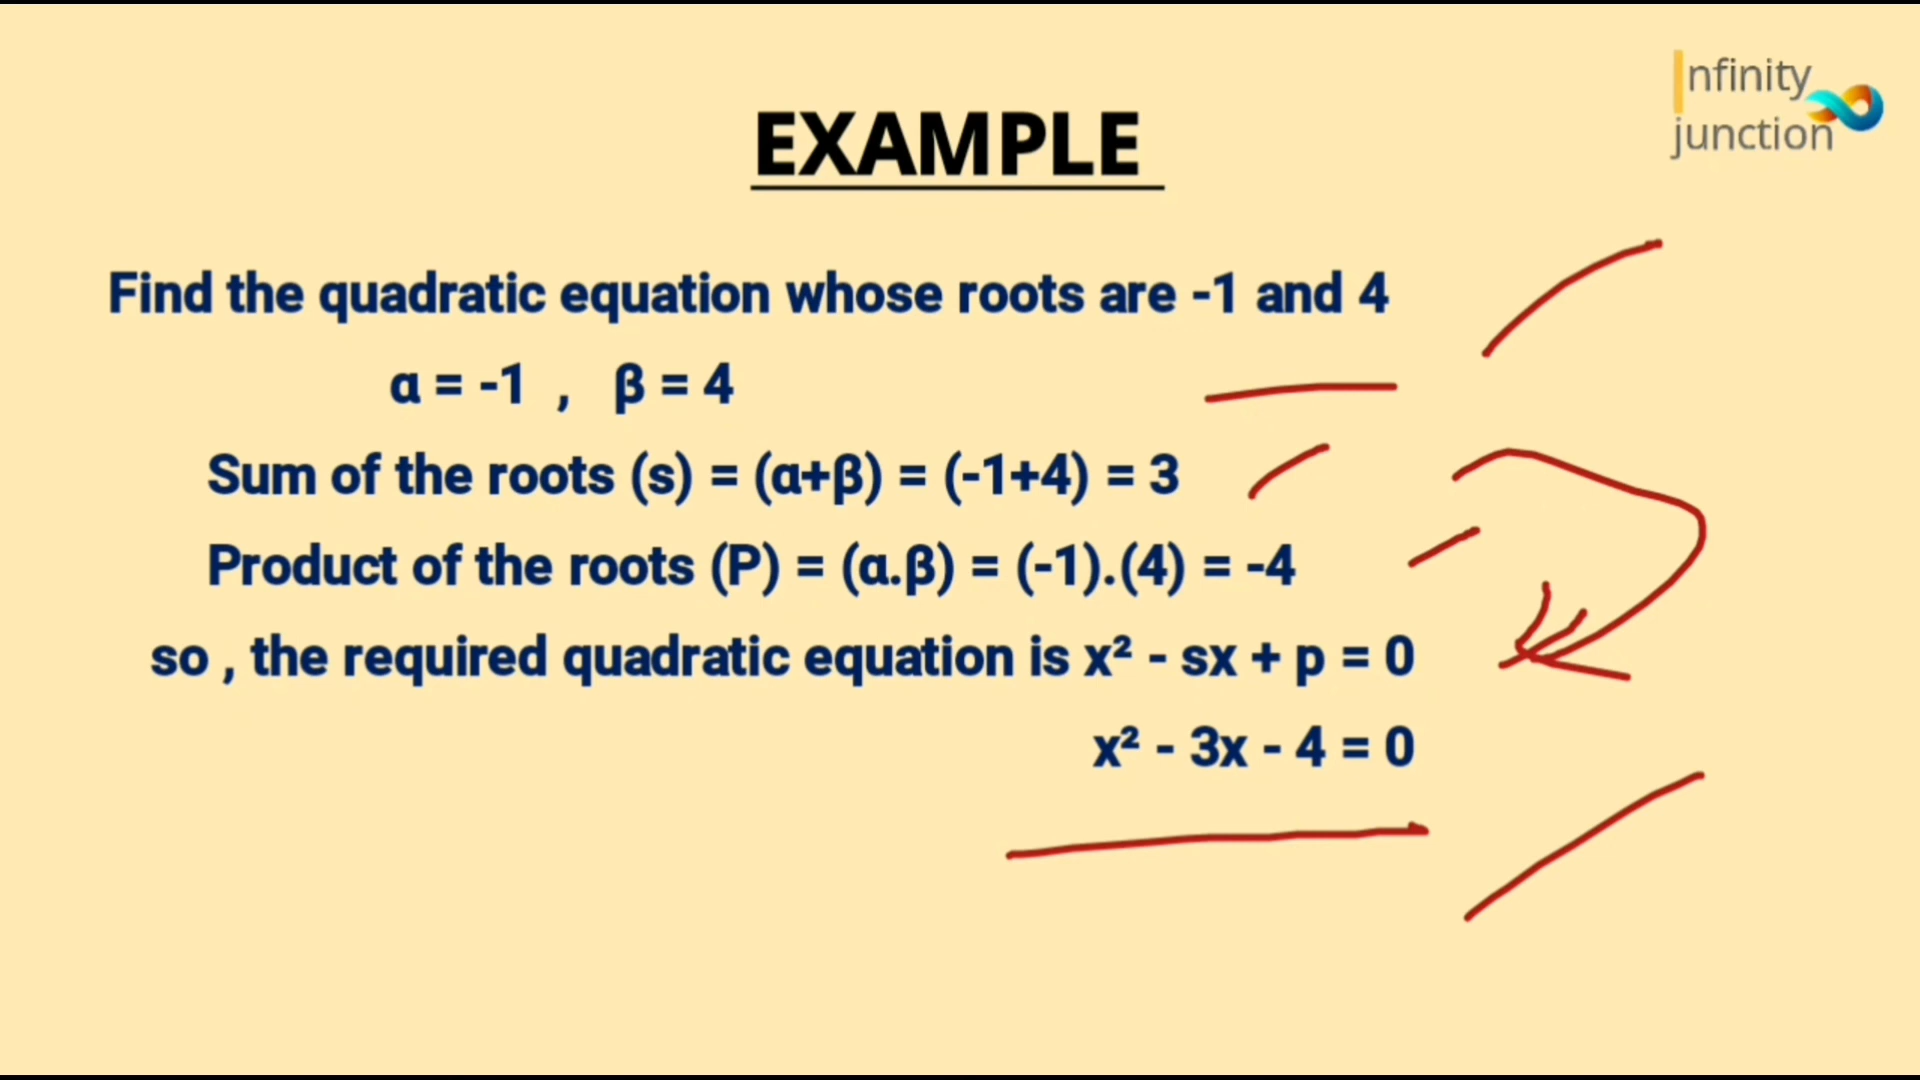 Infinity
junction
EXAMPLE
Find the quadratic equation whose roots are -1 and 4
α = -1 , β = 4
Sum of the roots (s) = (α+β) = (-1+4) = 3
Product of the roots (P) = (α.β) = (-1).(4) = -4
so , the required quadratic equation is x² - sx + p = 0
x² - 3x - 4 = 0